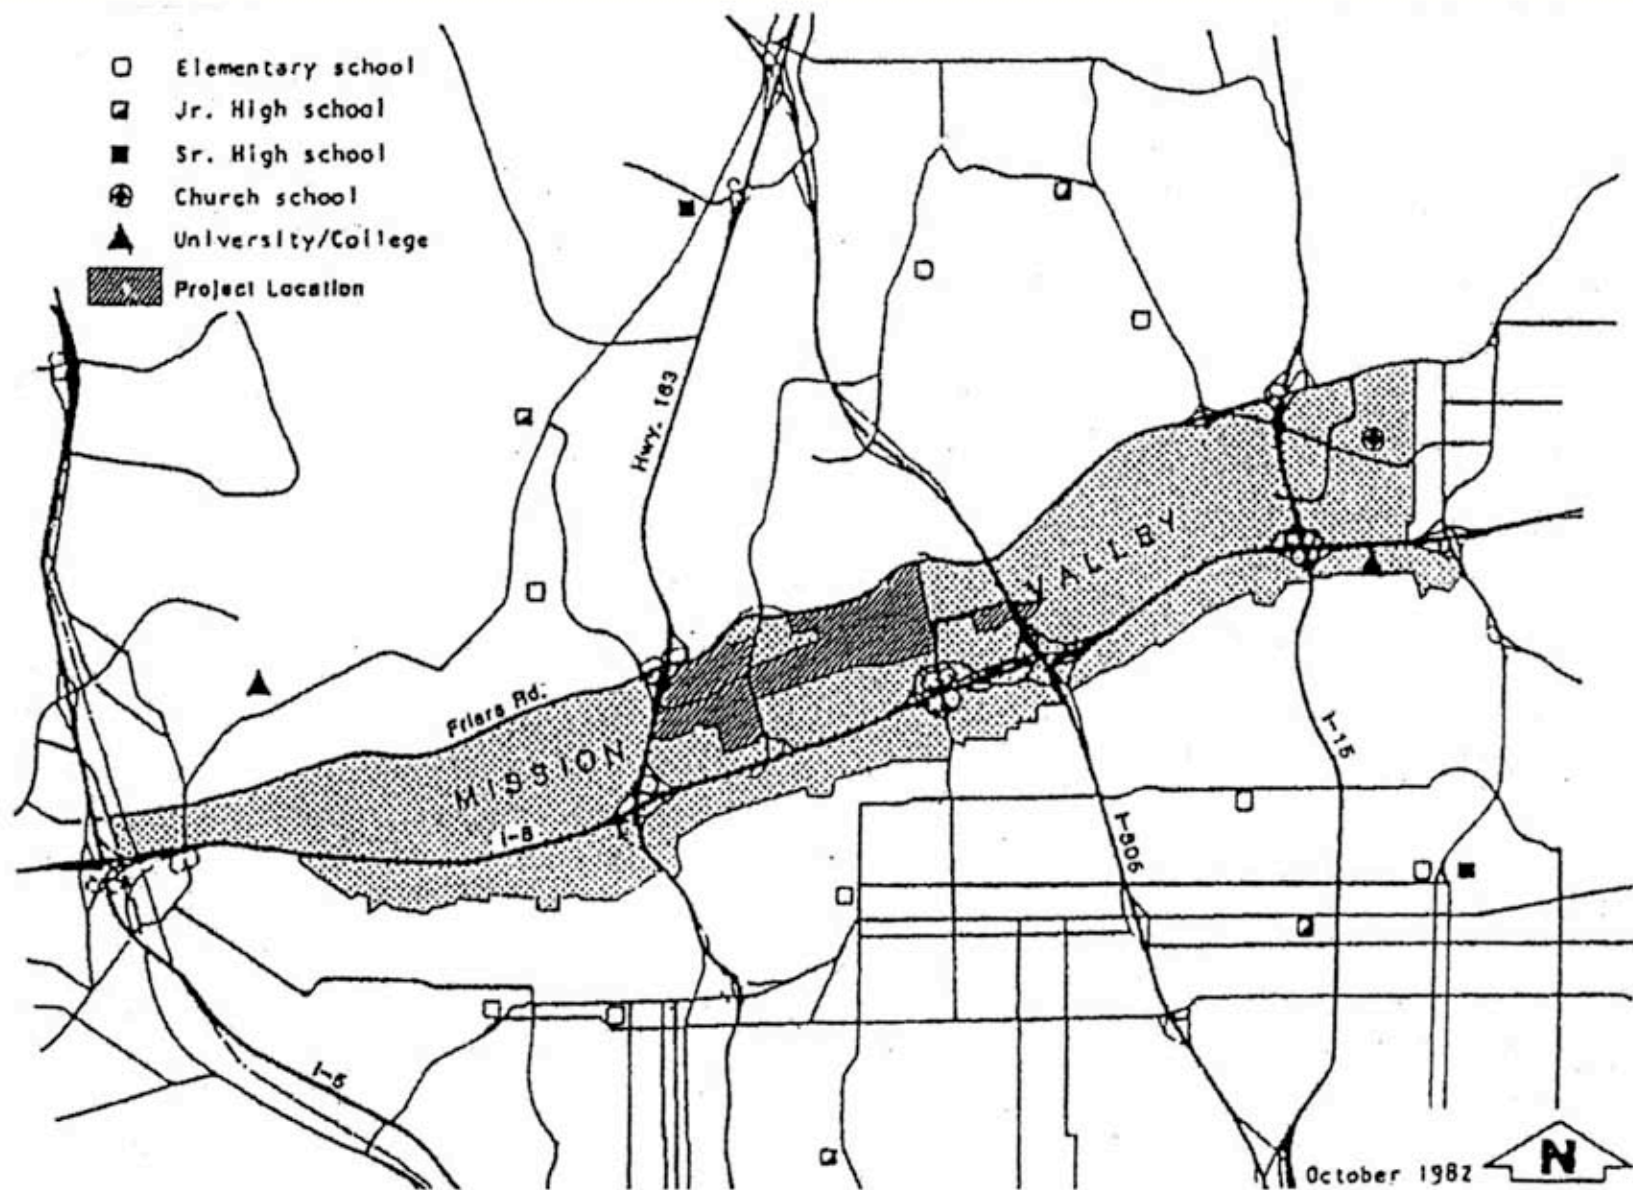 Elementary school
Jr. High school
Sr. High school
Church school
University/College
Project Location
Hwy. 163
VALLEY
Friars Rd.
MISSION
I-8
I-15
I-805
I-5
October 1982
N